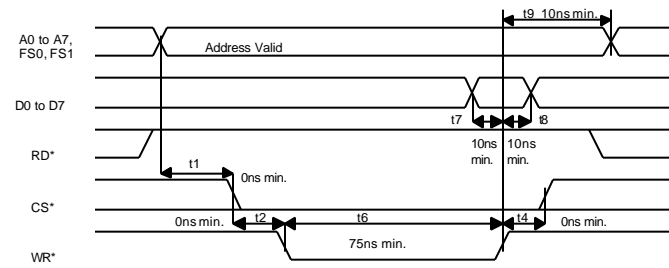 t9 10ns min.
A0 to A7,
FS0, FS1
Address Valid
D0 to D7
t7
t8
10ns
min.
10ns
min.
RD*
t1
0ns min.
CS*
0ns min.
t2
t6
t4
0ns min.
75ns min.
WR*